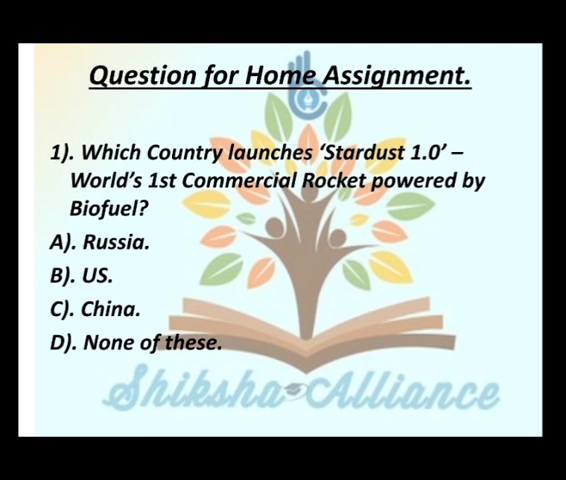 Question for Home Assignment.
1). Which Country launches ‘Stardust 1.0’ –
World’s 1st Commercial Rocket powered by
Biofuel?
A). Russia.
B). US.
C). China.
D). None of these.
Shiksha Alliance